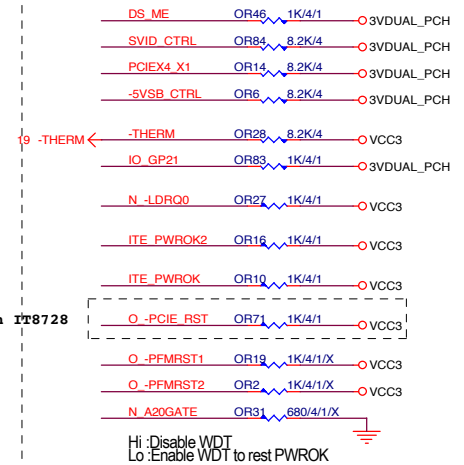 DS_ME OR46 1K/4/1 3VDUAL_PCH
SVID_CTRL OR84 8.2K/4 3VDUAL_PCH
PCIEX4_X1 OR14 8.2K/4 3VDUAL_PCH
-5VSB_CTRL OR6 8.2K/4 3VDUAL_PCH
19 -THERM -THERM OR28 8.2K/4 VCC3
IO_GP21 OR83 1K/4/1 3VDUAL_PCH
N_-LDRQ0 OR27 1K/4/1 VCC3
ITE_PWROK2 OR16 1K/4/1 VCC3
ITE_PWROK OR10 1K/4/1 VCC3
IT8728 O_-PCIE_RST OR71 1K/4/1 VCC3
O_-PFMRST1 OR19 1K/4/1/X VCC3
O_-PFMRST2 OR2 1K/4/1/X VCC3
N_A20GATE OR31 680/4/1/X
Hi :Disable WDT
Lo :Enable WDT to rest PWROK